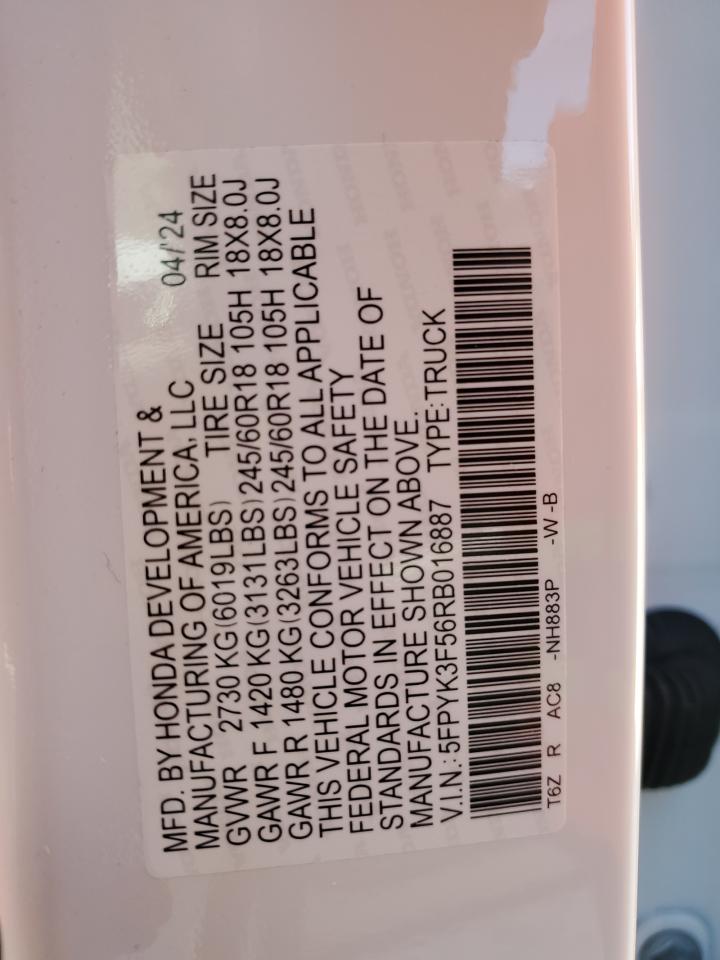 MFD. BY HONDA DEVELOPMENT &
MANUFACTURING OF AMERICA, LLC 04/'24
GVWR 2730 KG(6019LBS) TIRE SIZE RIM SIZE
GAWR F 1420 KG(3131LBS)245/60R18 105H 18X8.0J
GAWR R 1480 KG(3263LBS)245/60R18 105H 18X8.0J
THIS VEHICLE CONFORMS TO ALL APPLICABLE
FEDERAL MOTOR VEHICLE SAFETY
STANDARDS IN EFFECT ON THE DATE OF
MANUFACTURE SHOWN ABOVE.
V.I.N.:5FPYK3F56RB016887 TYPE:TRUCK
T6Z R AC8 -NH883P -W -B